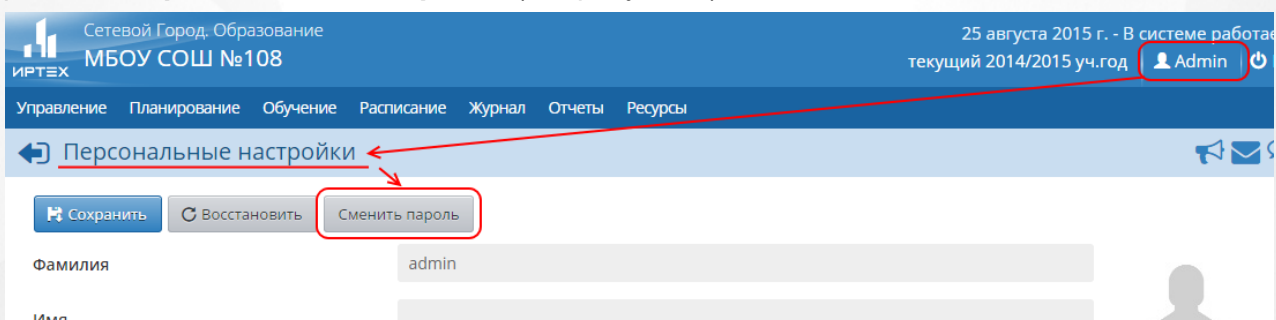 Сетевой Город. Образование
25 августа 2015 г. - В системе работае
ИРТЕХ
МБОУ СОШ №108
текущий 2014/2015 уч.год
Admin
Управление Планирование Обучение Расписание Журнал Отчеты Ресурсы
Персональные настройки
Сохранить
Восстановить
Сменить пароль
Фамилия
admin
Имя